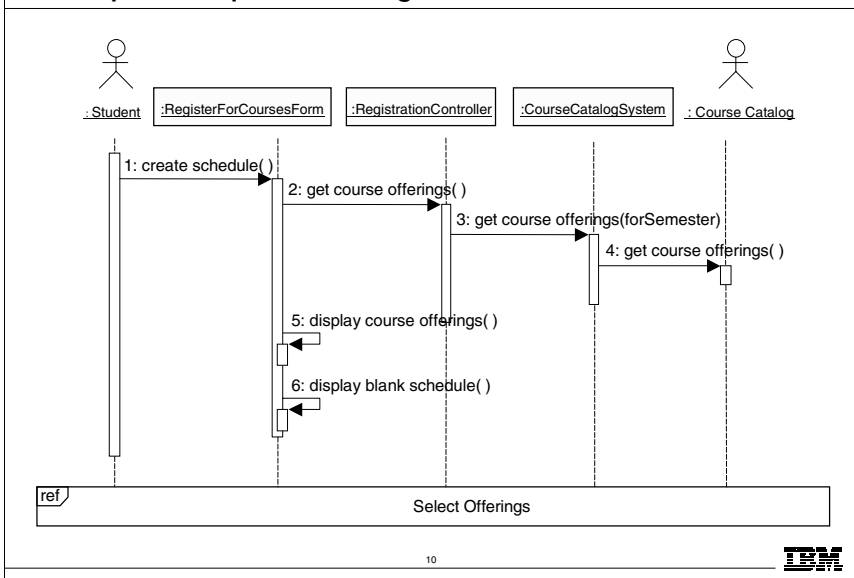 : Student
:RegisterForCoursesForm
:RegistrationController
:CourseCatalogSystem
: Course Catalog
1: create schedule( )
2: get course offerings( )
3: get course offerings(forSemester)
4: get course offerings( )
5: display course offerings( )
6: display blank schedule( )
ref
Select Offerings
10
IBM